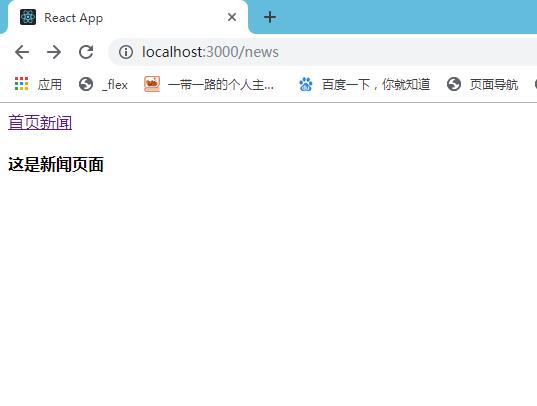 React App
localhost:3000/news
应用 _flex 一带一路的个人主... 百度一下，你就知道 页面导航
首页新闻
这是新闻页面